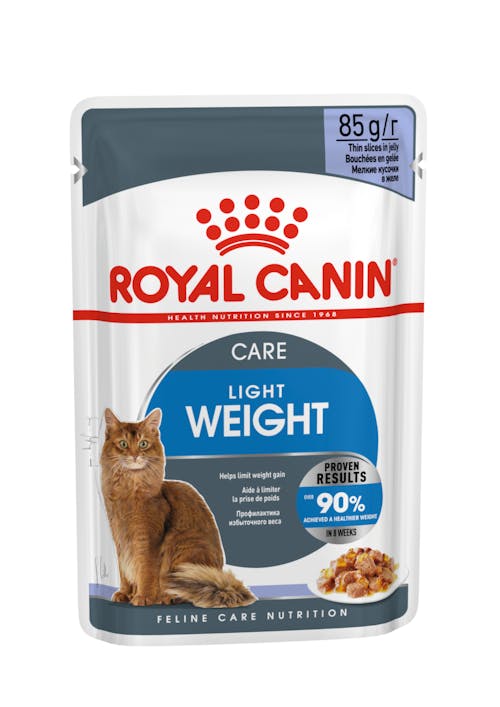 85 g/r
Thin slices in jelly
Bouchées en gelée
Мелкие кусочки
в желе
ROYAL CANIN®
HEALTH NUTRITION SINCE 1968
CARE
LIGHT
WEIGHT
Helps limit weight gain
Aide à limiter
la prise de poids
Профилактика
избыточного веса
PROVEN
RESULTS
OVER
90%
ACHIEVED A HEALTHIER WEIGHT
IN 8 WEEKS
FELINE CARE NUTRITION